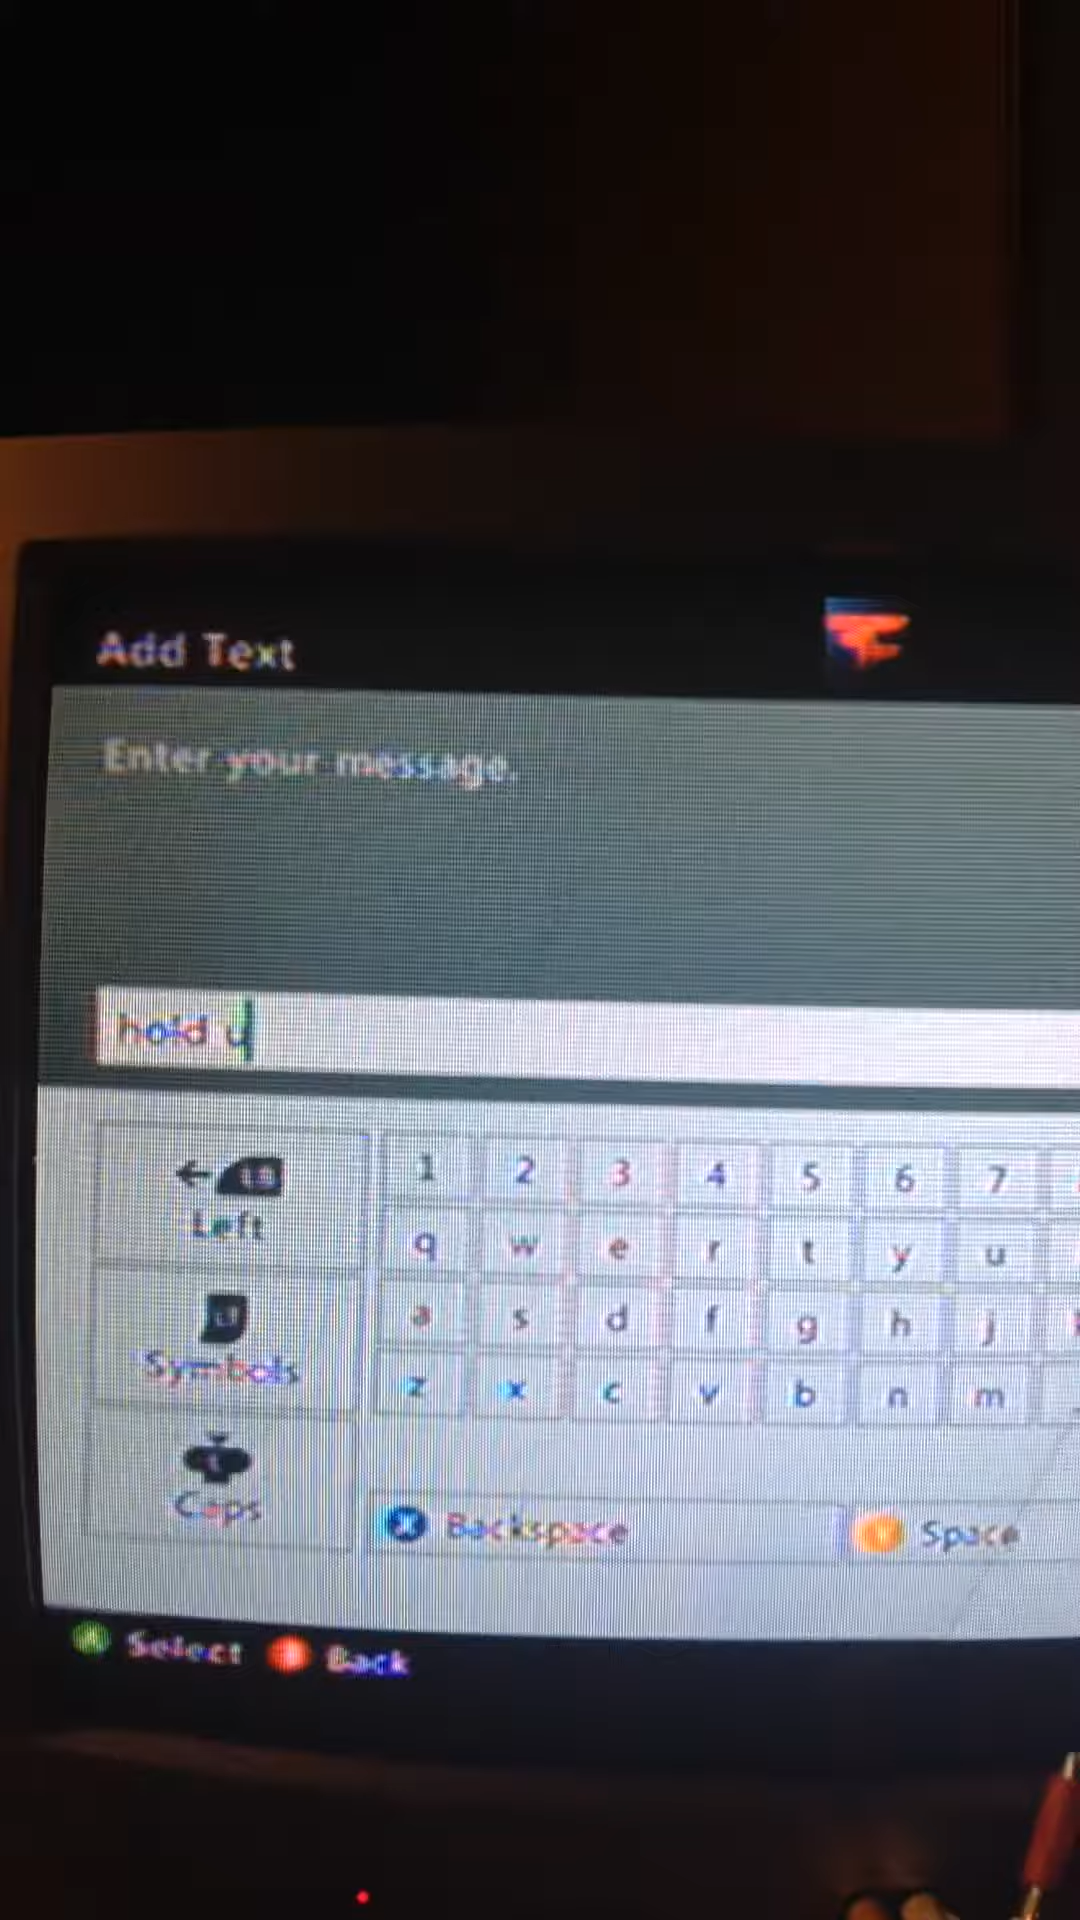 Add Text
Enter your message.
hold u
1 2 3 4 5 6 7
Left
q w e r t y u
a s d f g h j
Symbols
z x c v b n m
Caps
X Backspace
Y Space
A Select B Back